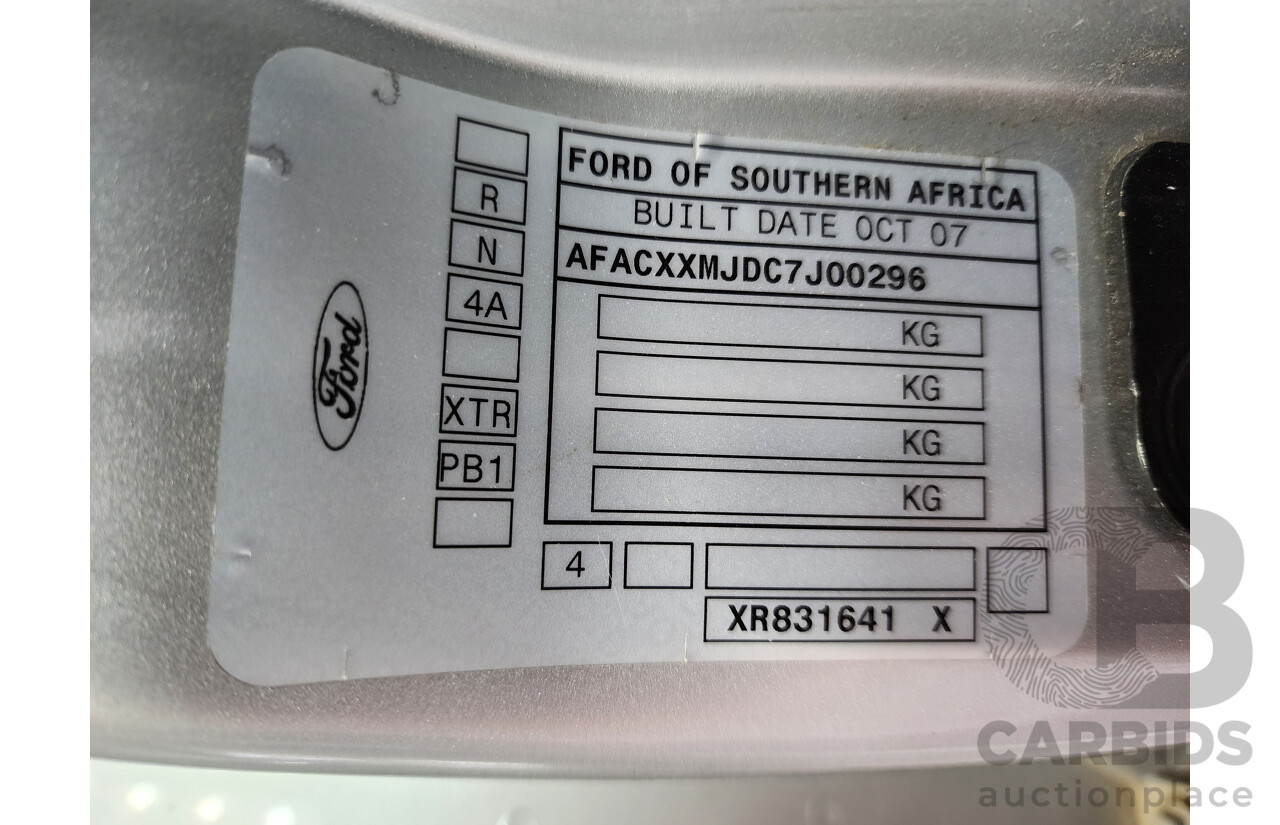 FORD OF SOUTHERN AFRICA
BUILT DATE OCT 07
AFACXXMJDC7J00296
KG
KG
KG
KG
R
N
4A
XTR
PB1
Ford
4
XR831641 X
CB
CARBIDS
auctionplace